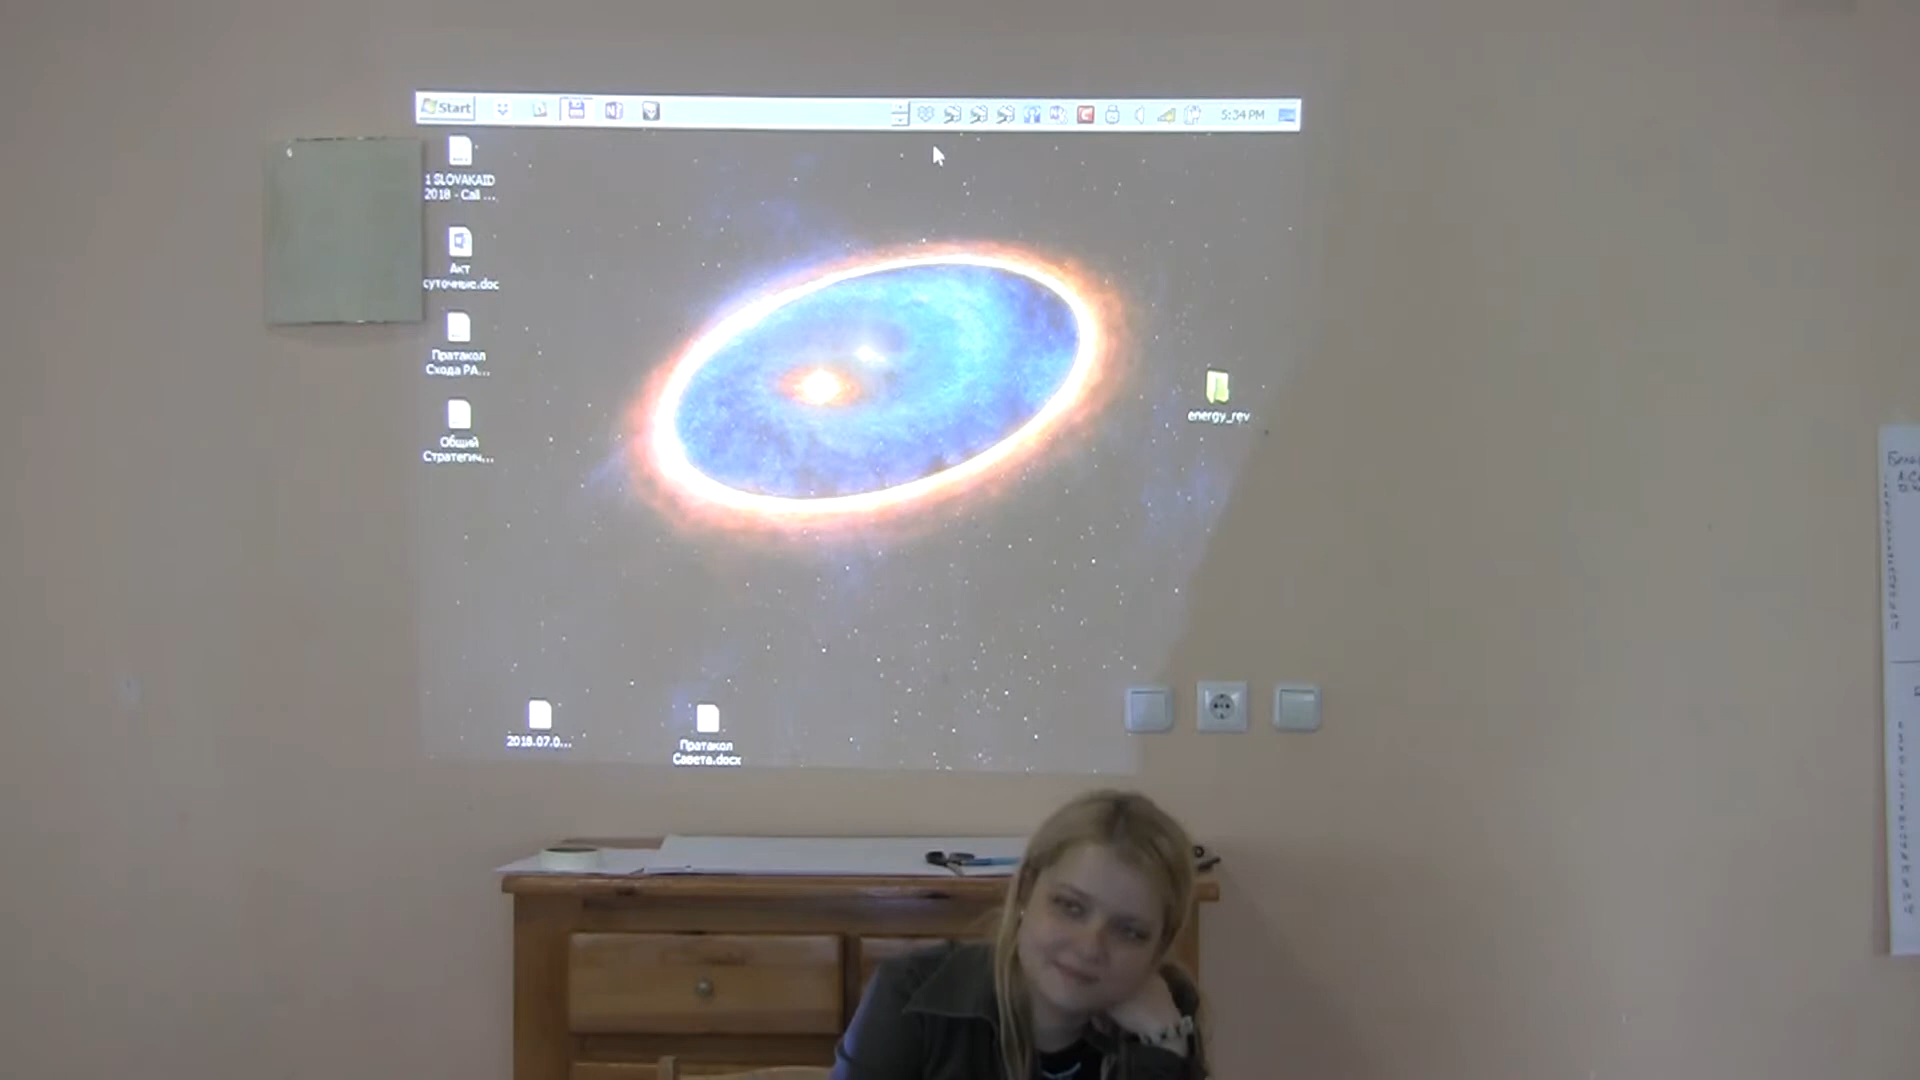 Start
5:34 PM
1 SLOVAKAID
2018 - Call ...
Акт
суточные.doc
Пратакол
Схода РА...
Общий
Стратегич...
energy_rev
2018.07.0...
Пратакол
Савета.docx